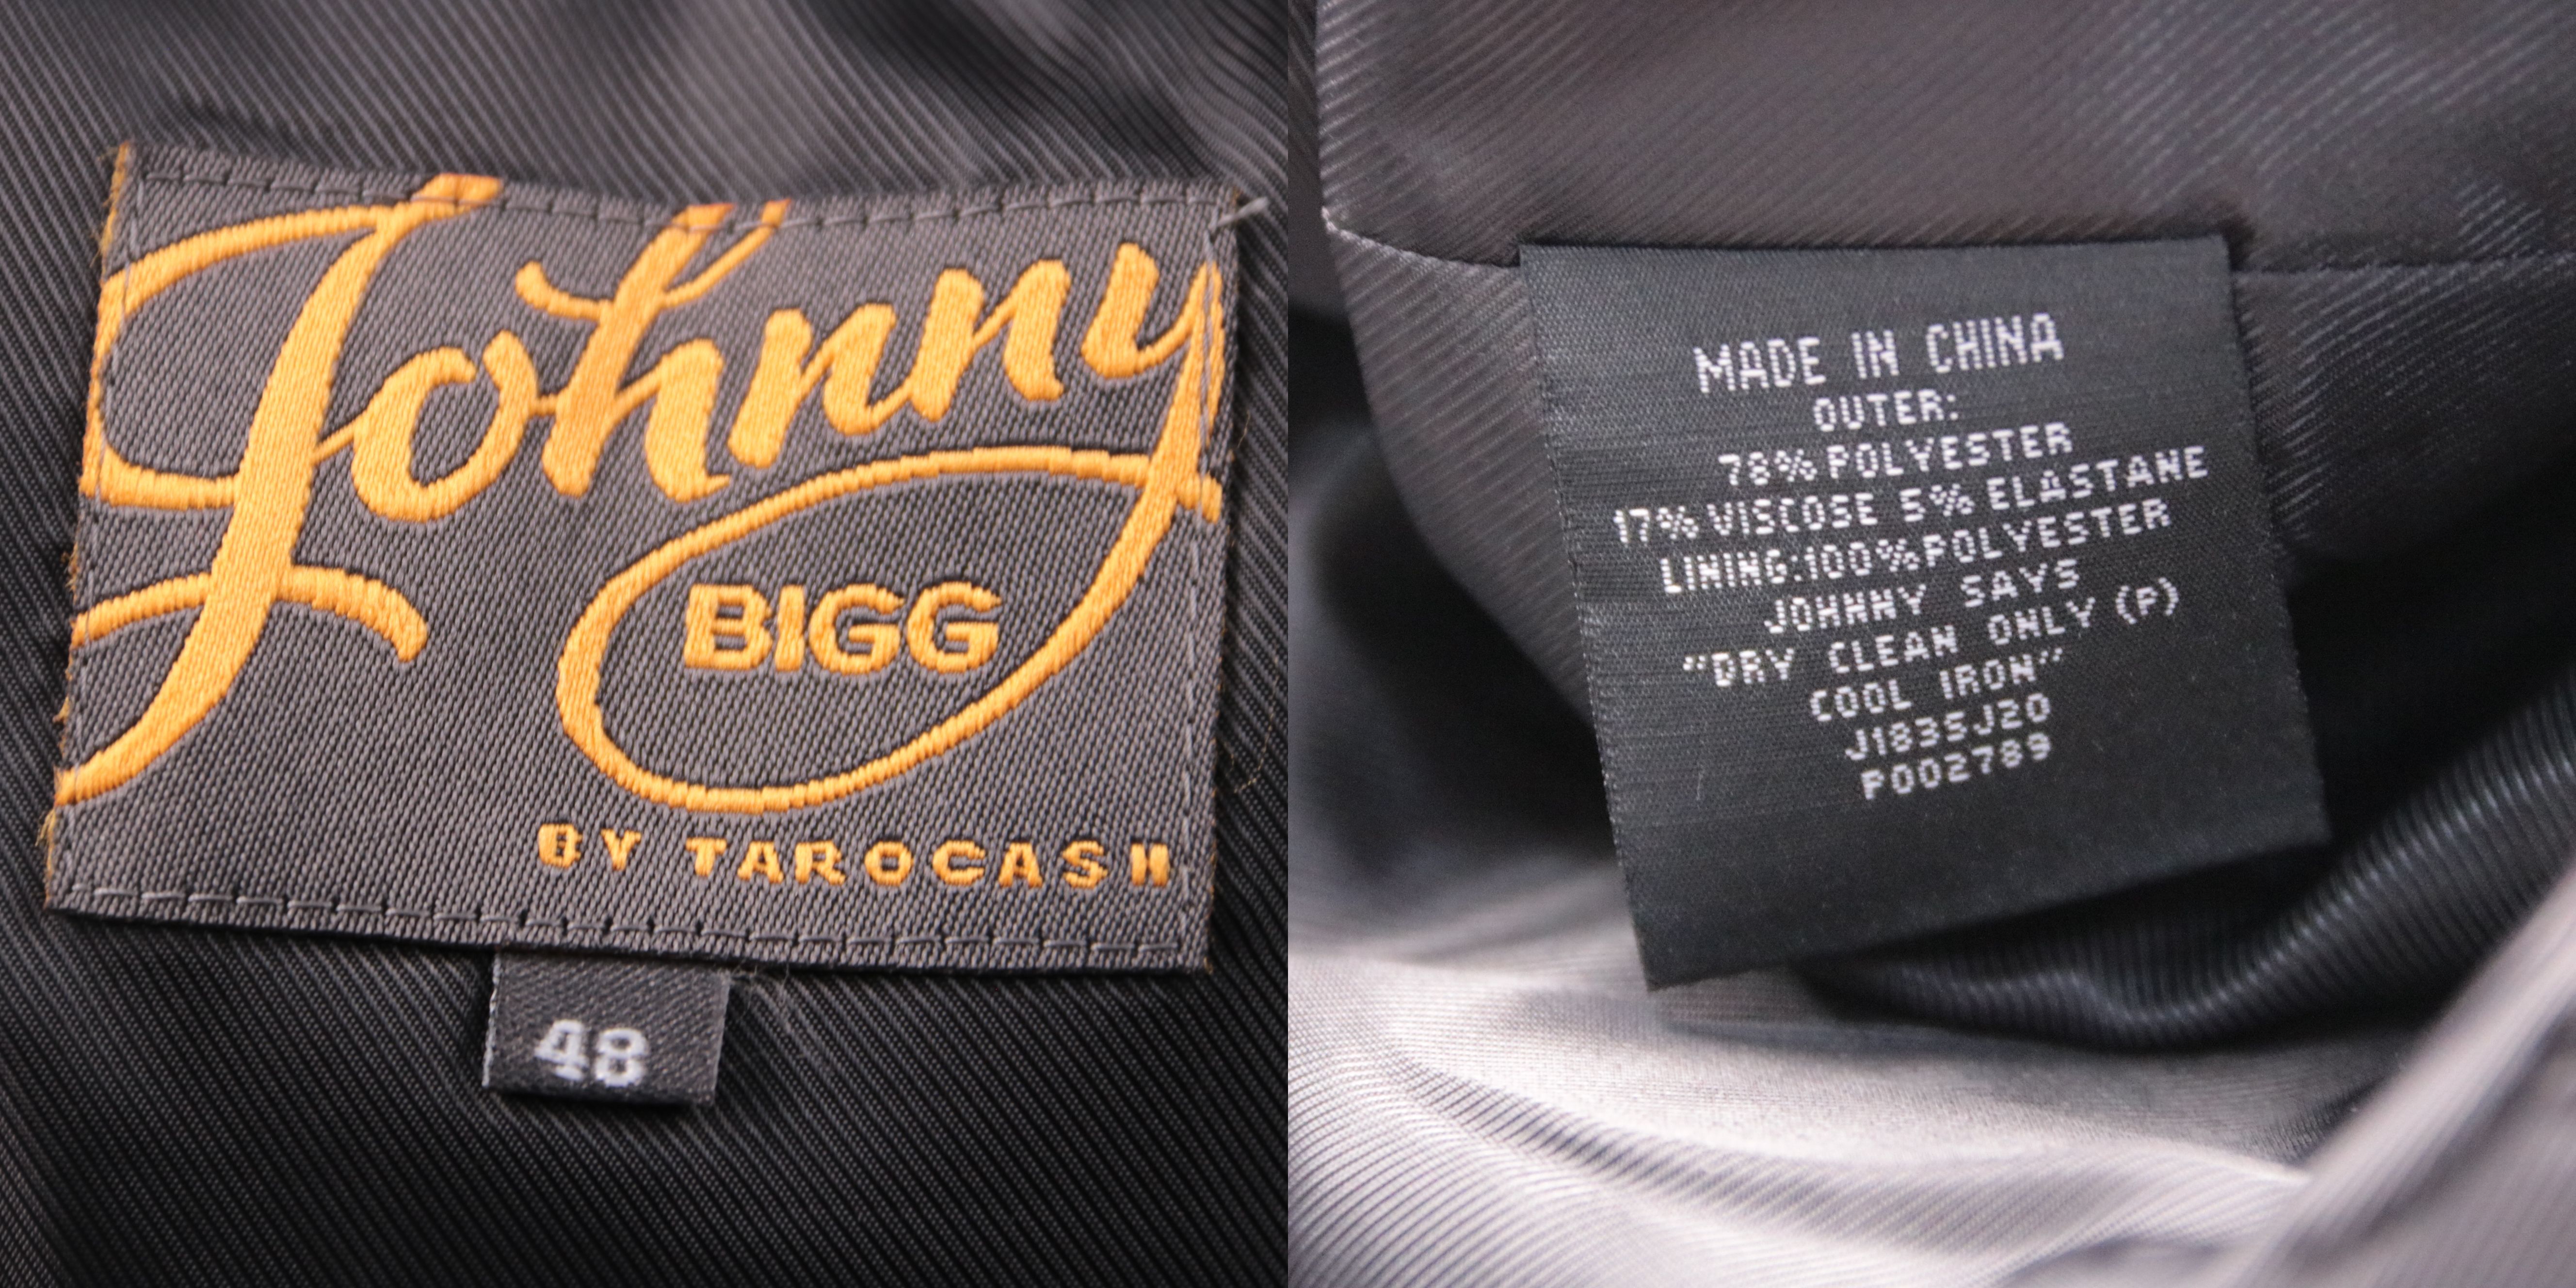 Johnny
BIGG
BY TAROCASH
48
MADE IN CHINA
OUTER:
78% POLYESTER
17% VISCOSE 5% ELASTANE
LINING:100%POLYESTER
JOHNNY SAYS
"DRY CLEAN ONLY (P)
COOL IRON"
J183SJ20
P002789